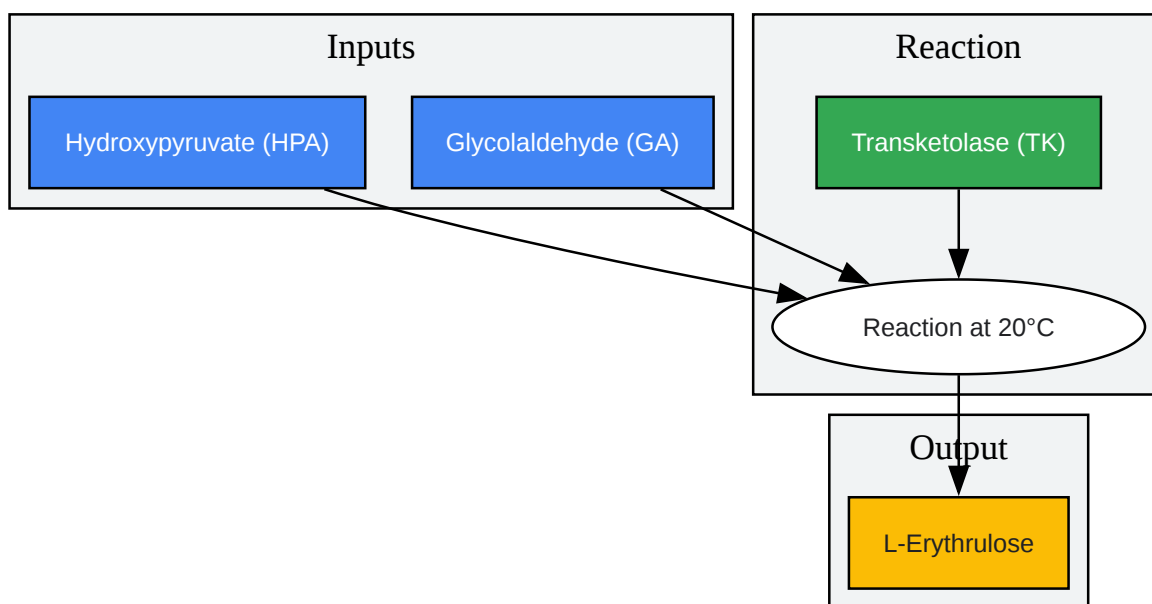 Inputs
Reaction
Hydroxypyruvate (HPA)
Glycolaldehyde (GA)
Transketolase (TK)
Reaction at 20°C
Output
L-Erythrulose